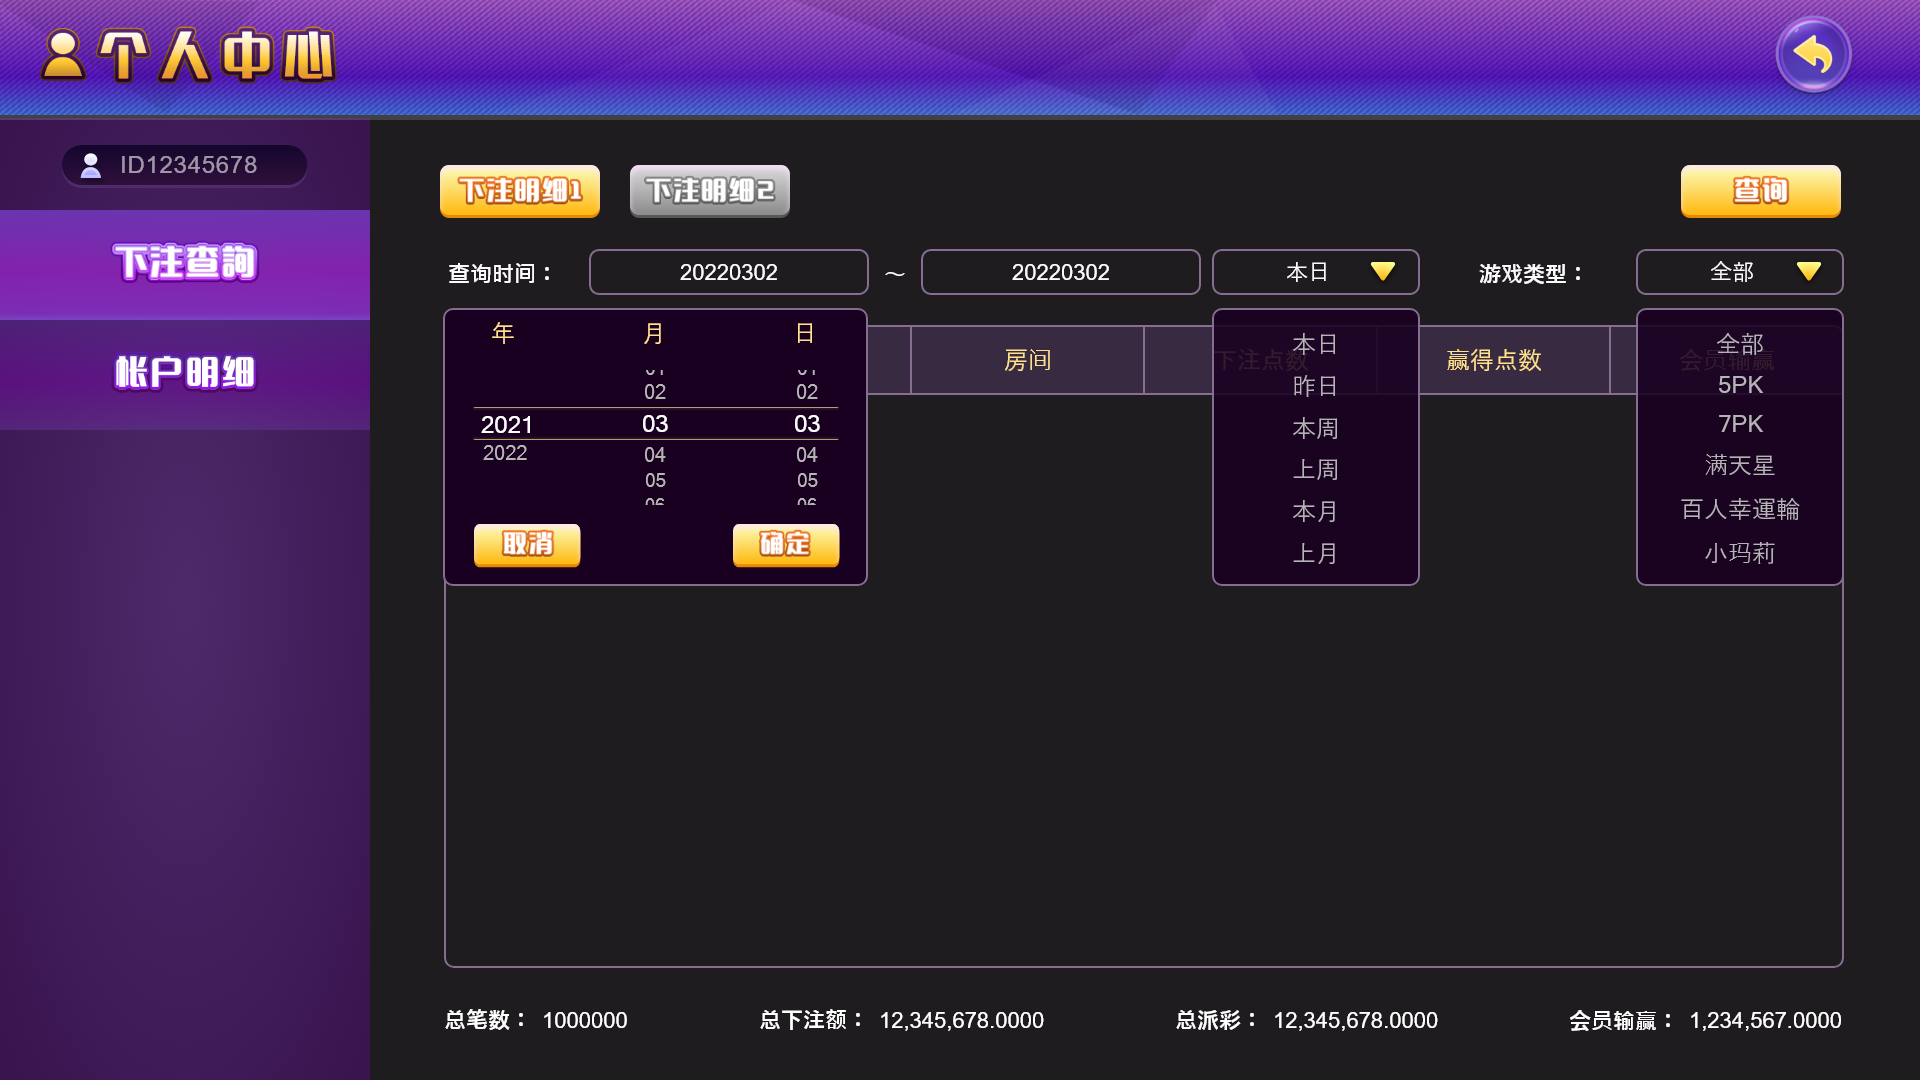 个人中心
ID12345678
下注查詢
帐户明细
下注明细1
下注明细2
查询
查询时间：
20220302
～
20220302
本日
游戏类型：
全部
年 月 日
02 02
2021 03 03
2022 04 04
05 05
06 06
取消
确定
房间
下注点数
赢得点数
会员输赢
本日
昨日
本周
上周
本月
上月
全部
5PK
7PK
满天星
百人幸運輪
小玛莉
总笔数： 1000000
总下注额： 12,345,678.0000
总派彩： 12,345,678.0000
会员输赢： 1,234,567.0000